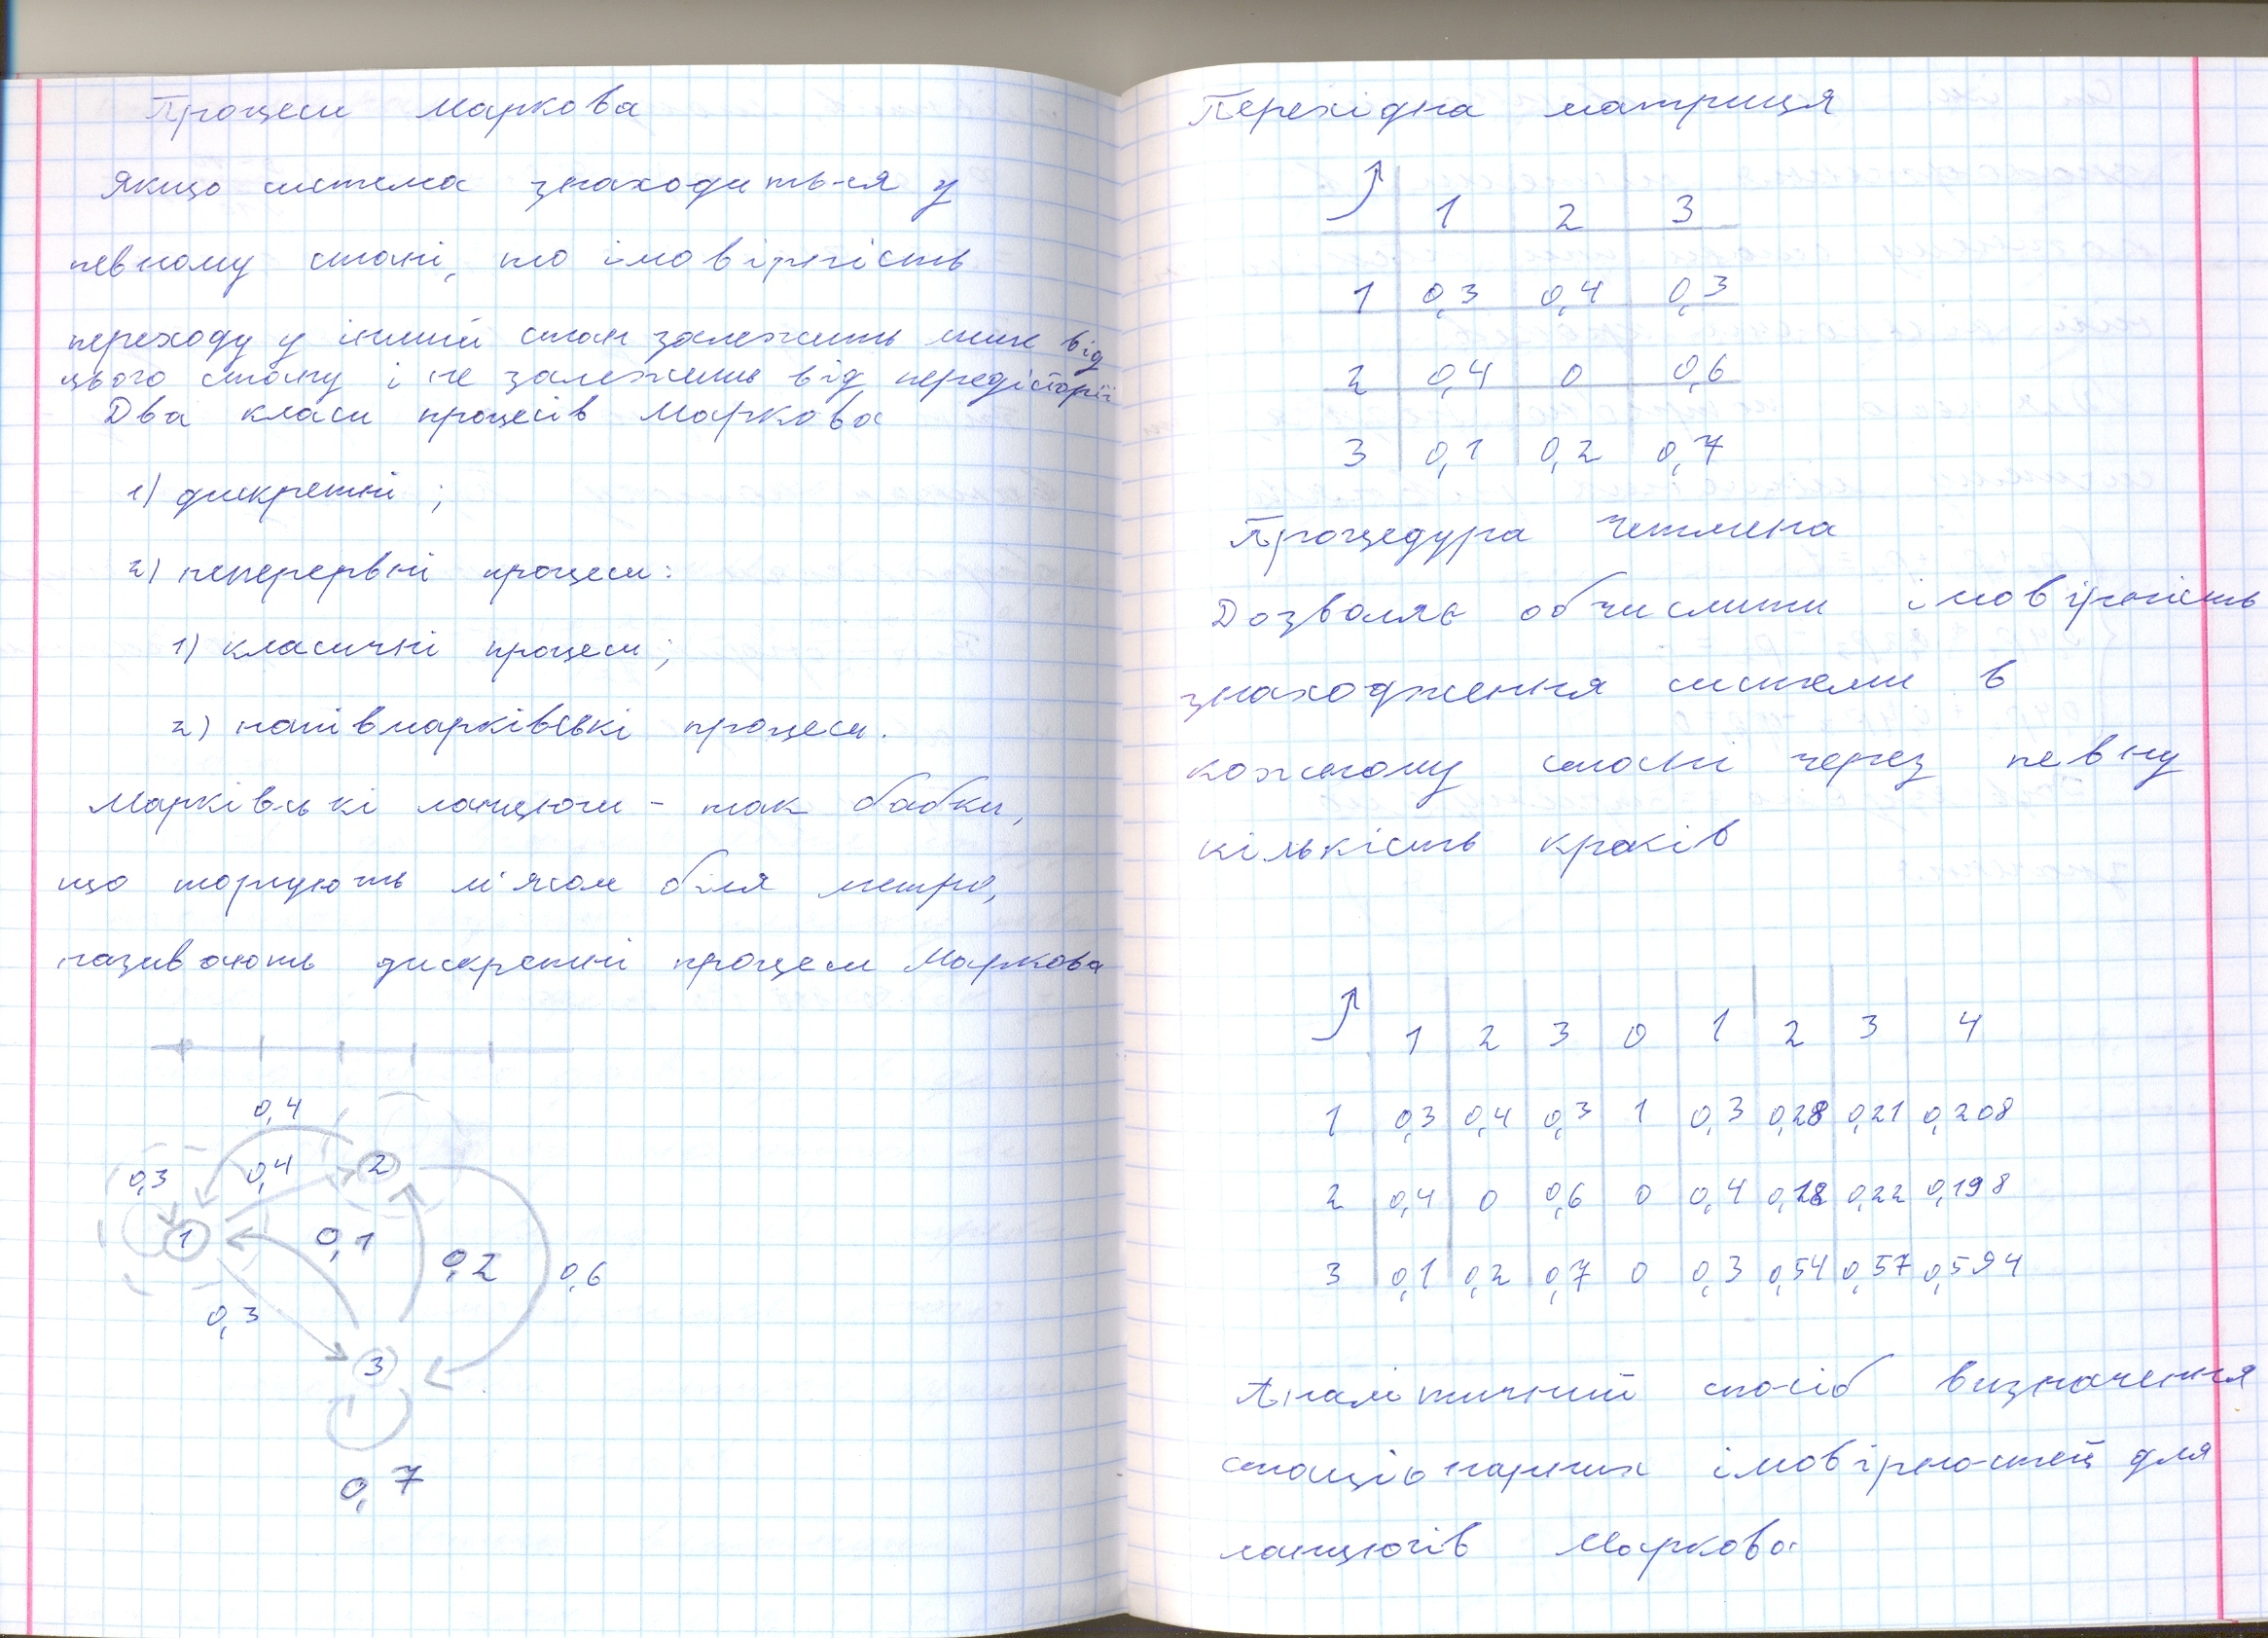 Процеси Маркова
Якщо система знаходиться у
певному стані, то імовірність
переходу у інший стан залежить лиш від
цього стану і не залежить від передісторії
Два класи процесів Маркова
1) дискретні ;
2) неперервні процеси:
1) класичні процеси;
2) напівмарківські процеси.
Марківські ланцюги - так бабки,
що торгують м'ясом біля метро,
називають дискретні процеси Маркова
0,4
0,3 0,4 2
1 0,1 0,2 0,6
0,3
3
0,7
Перехідна матриця
1 2 3
1 0,3 0,4 0,3
2 0,4 0 0,6
3 0,1 0,2 0,7
Процедура Четмена
Дозволяє обчислити імовірність
знаходження системи в
кожному стані через певну
кількість кроків
1 2 3 0 1 2 3 4
1 0,3 0,4 0,3 1 0,3 0,28 0,21 0,208
2 0,4 0 0,6 0 0,4 0,18 0,22 0,198
3 0,1 0,2 0,7 0 0,3 0,54 0,57 0,594
Аналітичний спосіб визначення
стаціонарних імовірностей для
ланцюгів Маркова